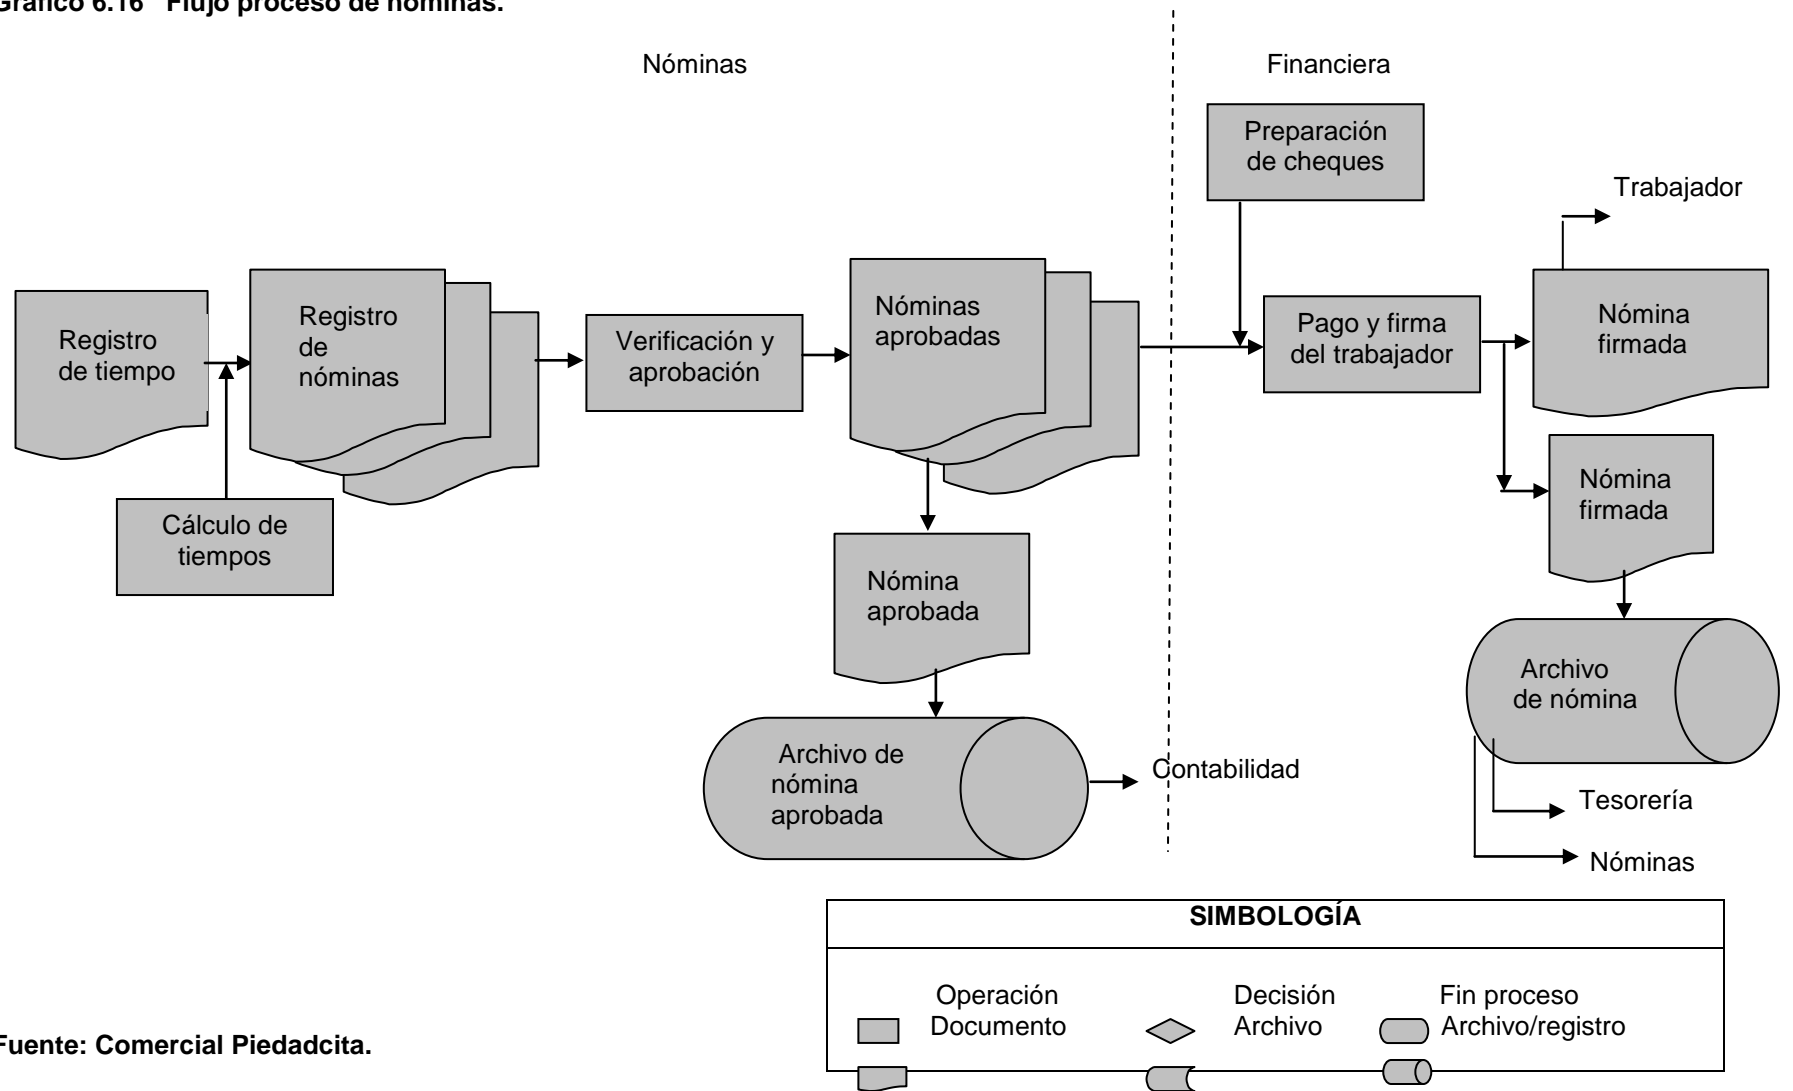 Gráfico 6.16 Flujo proceso de nóminas.
Nóminas
Financiera
Preparación
de cheques
Trabajador
Registro
de tiempo
Registro
de
nóminas
Verificación y
aprobación
Nóminas
aprobadas
Pago y firma
del trabajador
Nómina
firmada
Cálculo de
tiempos
Nómina
aprobada
Nómina
firmada
Archivo de
nómina
aprobada
Contabilidad
Archivo
de nómina
Tesorería
Nóminas
SIMBOLOGÍA
Operación
Documento
Decisión
Archivo
Fin proceso
Archivo/registro
Fuente: Comercial Piedadcita.